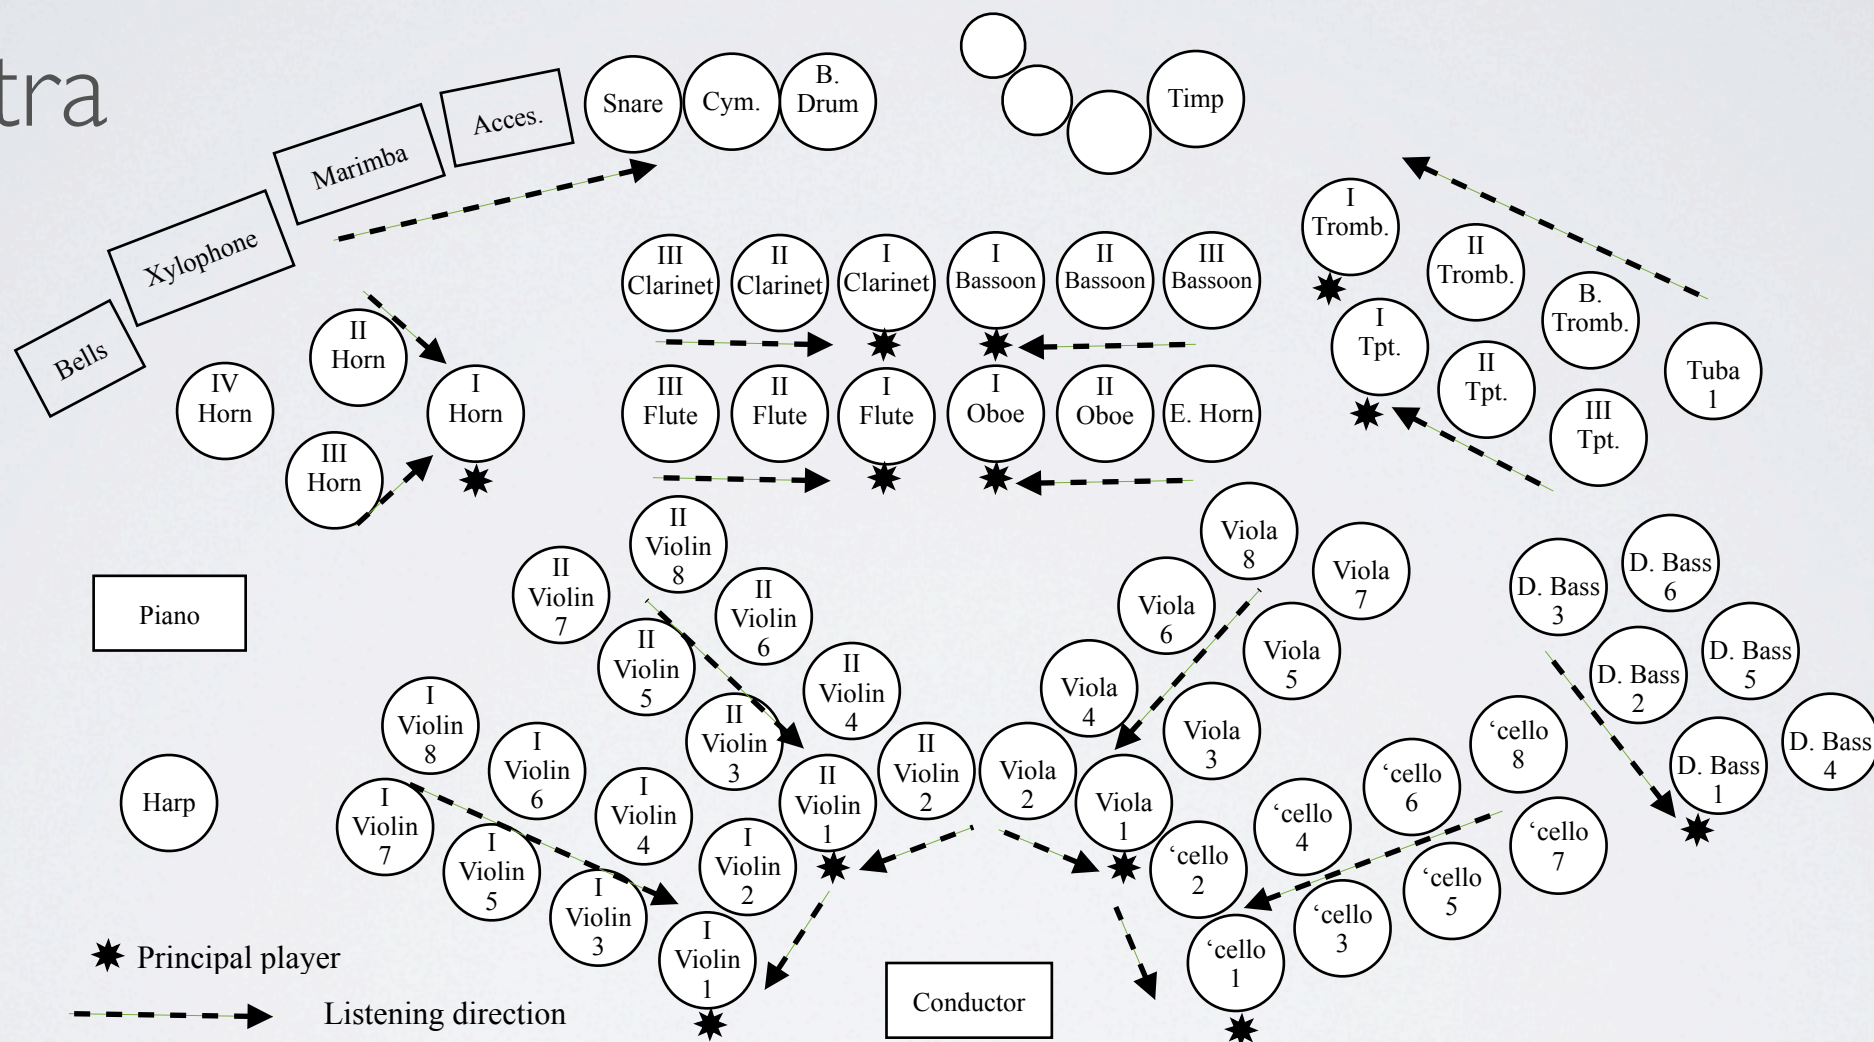 tra
Snare
Cym.
B.
Drum
Timp
Acces.
Marimba
Xylophone
Bells
III
Clarinet
II
Clarinet
I
Clarinet
I
Bassoon
II
Bassoon
III
Bassoon
I
Tromb.
II
Tromb.
B.
Tromb.
Tuba
1
I
Tpt.
II
Tpt.
III
Tpt.
IV
Horn
II
Horn
III
Horn
I
Horn
III
Flute
II
Flute
I
Flute
I
Oboe
II
Oboe
E. Horn
Piano
Harp
II
Violin
8
II
Violin
7
II
Violin
6
II
Violin
5
II
Violin
4
II
Violin
3
II
Violin
2
II
Violin
1
Viola
8
Viola
7
Viola
6
Viola
5
Viola
4
Viola
3
Viola
2
Viola
1
D. Bass
3
D. Bass
6
D. Bass
2
D. Bass
5
D. Bass
1
D. Bass
4
I
Violin
8
I
Violin
7
I
Violin
6
I
Violin
5
I
Violin
4
I
Violin
3
I
Violin
2
I
Violin
1
‘cello
8
‘cello
7
‘cello
6
‘cello
5
‘cello
4
‘cello
3
‘cello
2
‘cello
1
Conductor
Principal player
Listening direction